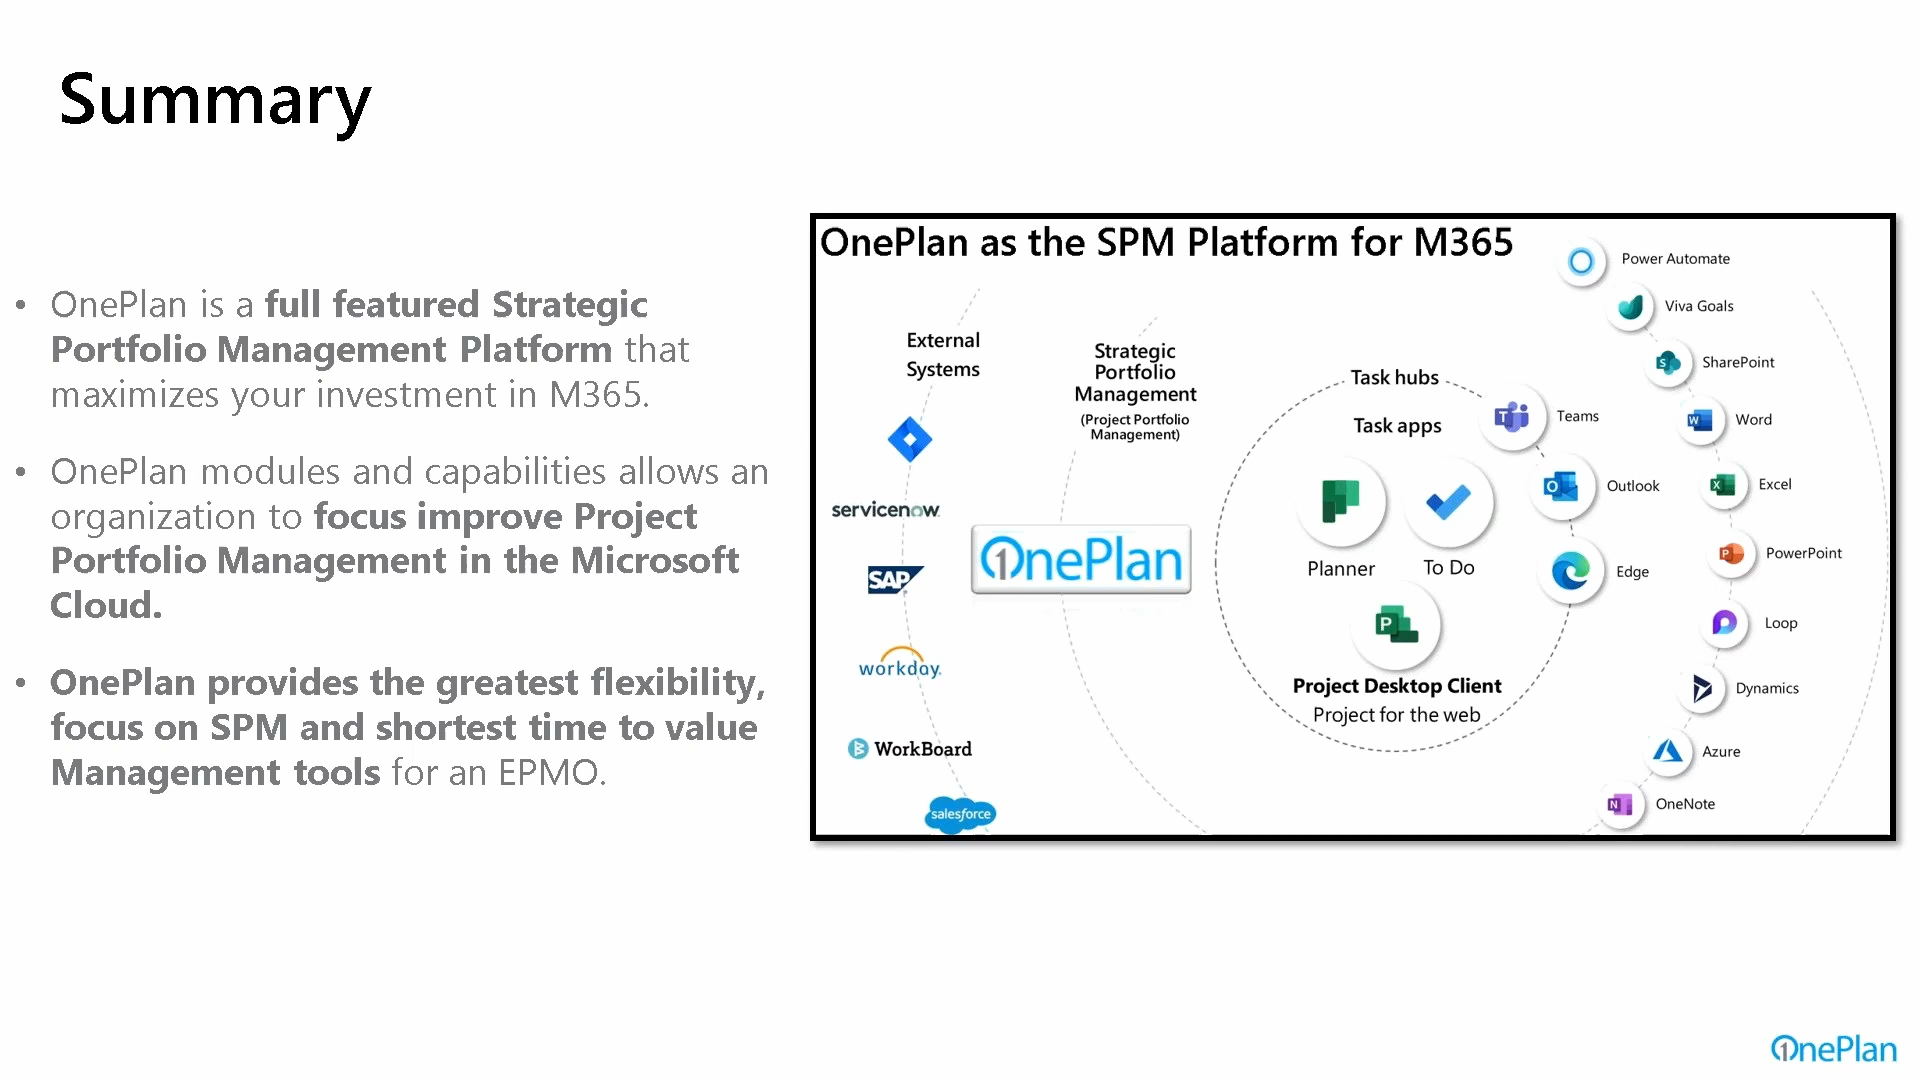 Summary
• OnePlan is a full featured Strategic
Portfolio Management Platform that
maximizes your investment in M365.
• OnePlan modules and capabilities allows an
organization to focus improve Project
Portfolio Management in the Microsoft
Cloud.
• OnePlan provides the greatest flexibility,
focus on SPM and shortest time to value
Management tools for an EPMO.
OnePlan as the SPM Platform for M365
External
Systems
servicenow
SAP
workday.
WorkBoard
salesforce
Strategic
Portfolio
Management
(Project Portfolio
Management)
OnePlan
Task hubs
Task apps
Planner
To Do
Project Desktop Client
Project for the web
Teams
Outlook
Edge
Power Automate
Viva Goals
SharePoint
Word
Excel
PowerPoint
Loop
Dynamics
Azure
OneNote
OnePlan